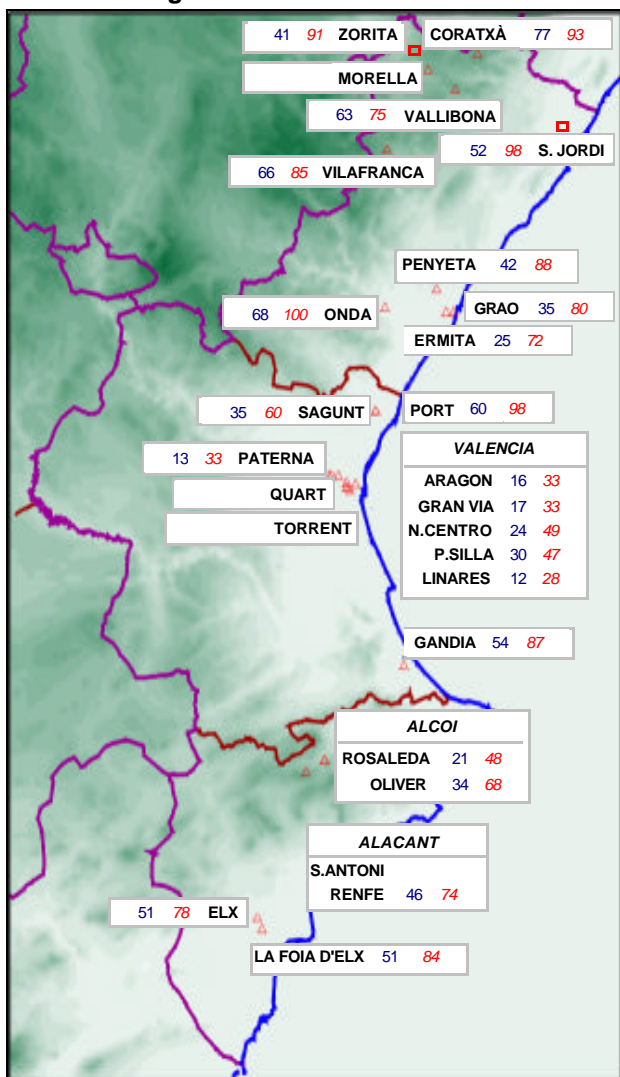 41 91 ZORITA
CORATXÀ 77 93
MORELLA
63 75 VALLIBONA
52 98 S. JORDI
66 85 VILAFRANCA
PENYETA 42 88
68 100 ONDA
GRAO 35 80
ERMITA 25 72
35 60 SAGUNT
PORT 60 98
13 33 PATERNA
QUART
TORRENT
VALENCIA
ARAGON 16 33
GRAN VIA 17 33
N.CENTRO 24 49
P.SILLA 30 47
LINARES 12 28
GANDIA 54 87
ALCOI
ROSALEDA 21 48
OLIVER 34 68
ALACANT
S.ANTONI
RENFE 46 74
51 78 ELX
LA FOIA D'ELX 51 84